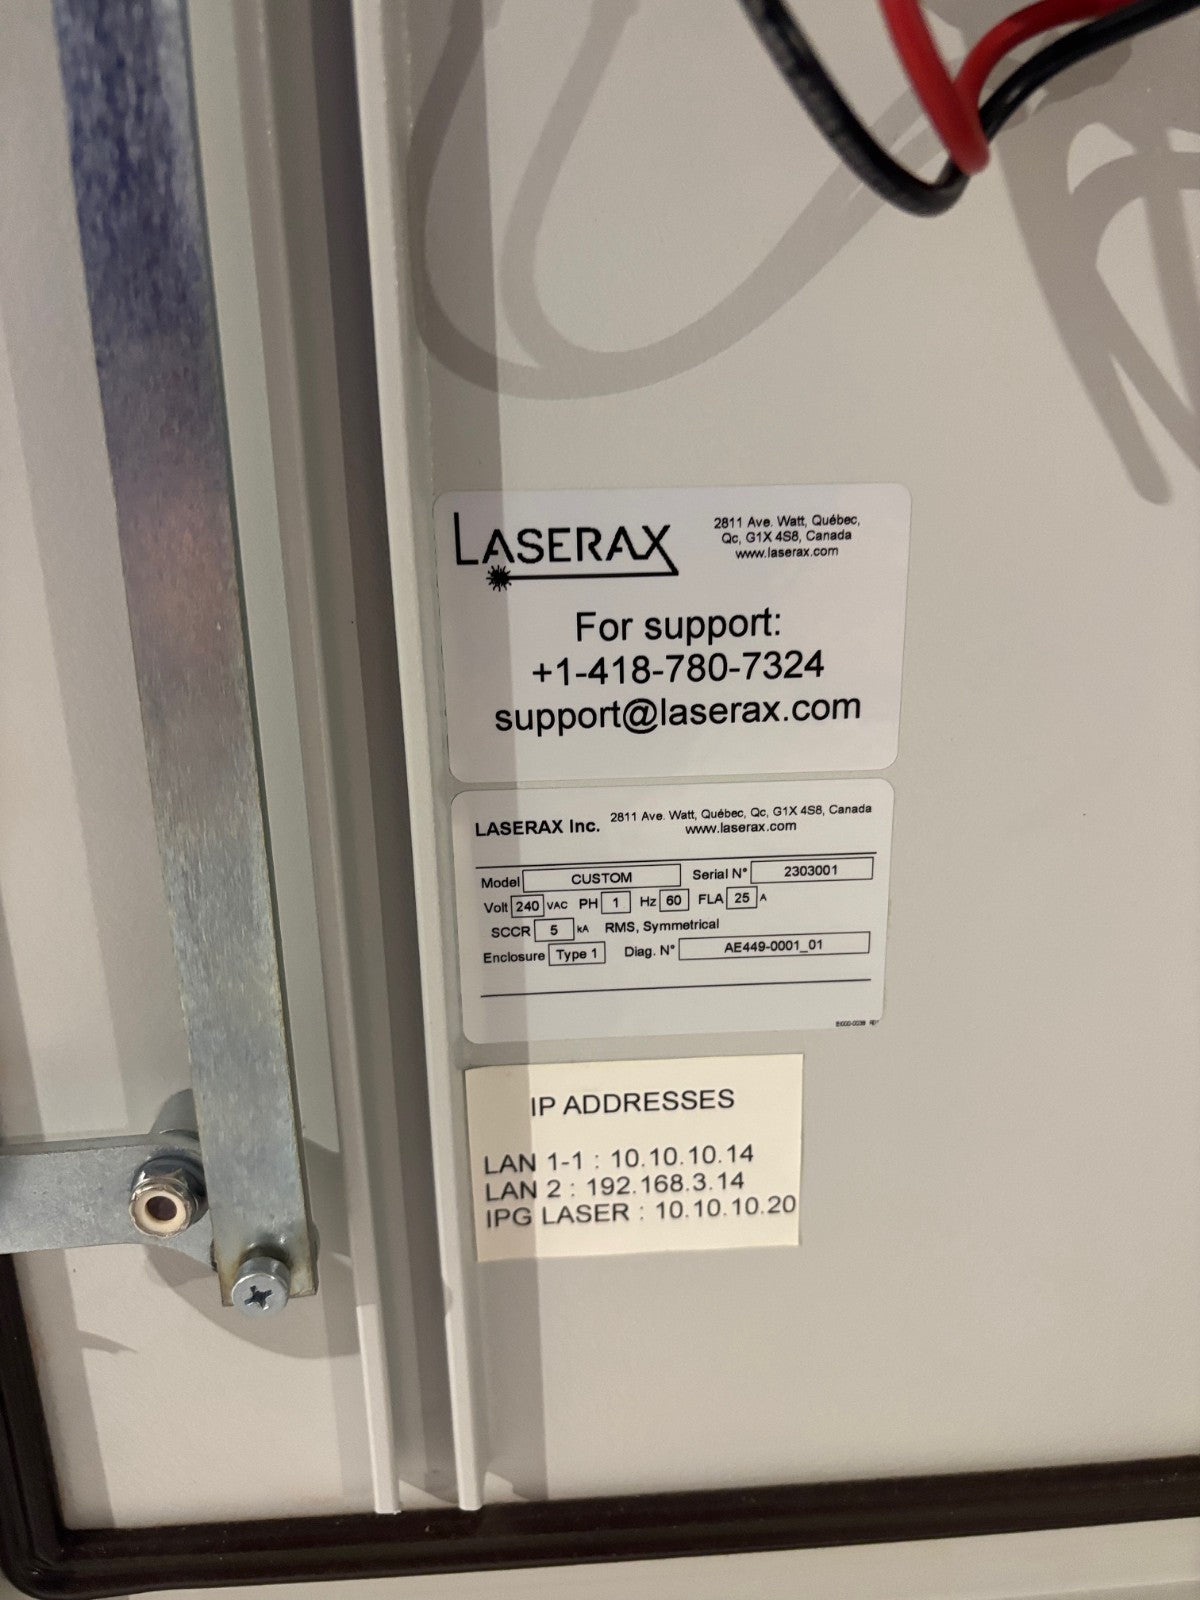 LASERAX
2811 Ave. Watt, Québec,
Qc, G1X 4S8, Canada
www.laserax.com
For support:
+1-418-780-7324
support@laserax.com
LASERAX Inc.
2811 Ave. Watt, Québec, Qc, G1X 4S8, Canada
www.laserax.com
Model CUSTOM Serial N° 2303001
Volt 240 VAC PH 1 Hz 60 FLA 25 A
SCCR 5 kA RMS, Symmetrical
Enclosure Type 1 Diag. N° AE449-0001_01
IP ADDRESSES
LAN 1-1 : 10.10.10.14
LAN 2 : 192.168.3.14
IPG LASER : 10.10.10.20